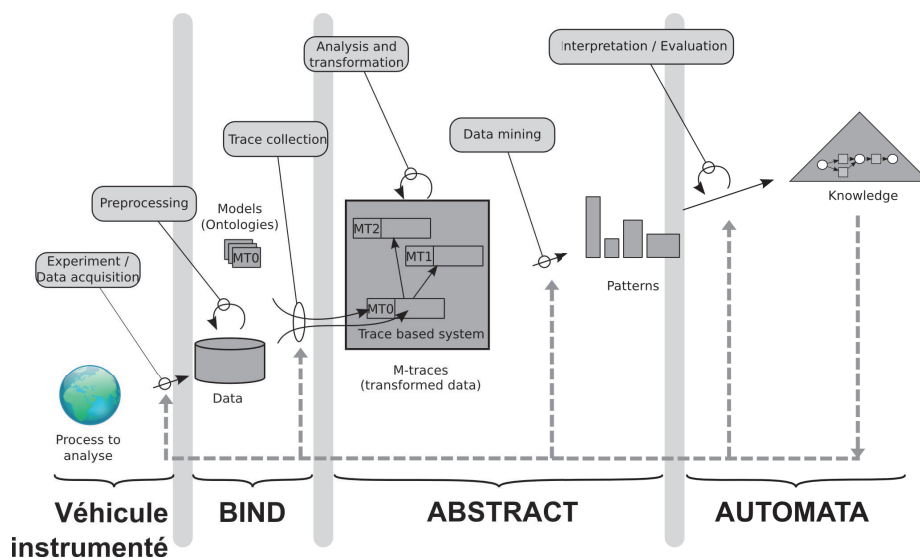 Analysis and
transformation
Interpretation / Evaluation
Trace collection
Data mining
Preprocessing
Models
(Ontologies)
MT0
Experiment /
Data acquisition
MT2
MT1
MT0
Trace based system
Knowledge
Patterns
M-traces
(transformed data)
Data
Process to
analyse
Véhicule
instrumenté
BIND
ABSTRACT
AUTOMATA